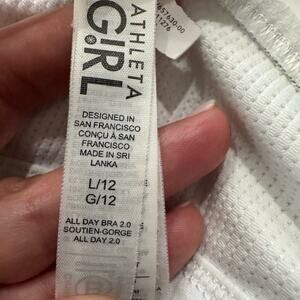 ATHLETA
GIRL
DESIGNED IN
SAN FRANCISCO
CONÇU À SAN
FRANCISCO
MADE IN SRI
LANKA
L/12
G/12
ALL DAY BRA 2.0
SOUTIEN-GORGE
ALL DAY 2.0